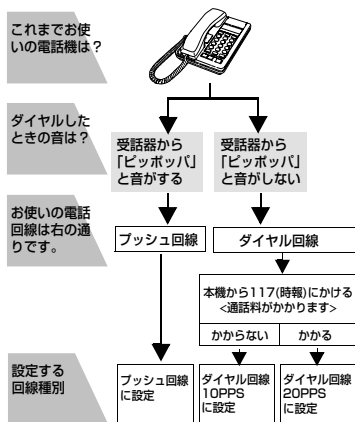 これまでお使
いの電話機は？
ダイヤルした
ときの音は？
受話器から
「ピッポッパ」
と音がする
受話器から
「ピッポッパ」
と音がしない
お使いの電話
回線は右の通
りです。
プッシュ回線
ダイヤル回線
本機から117(時報)にかける
<通話料がかかります>
かからない
かかる
設定する
回線種別
プッシュ回線
に設定
ダイヤル回線
10PPS
に設定
ダイヤル回線
20PPS
に設定